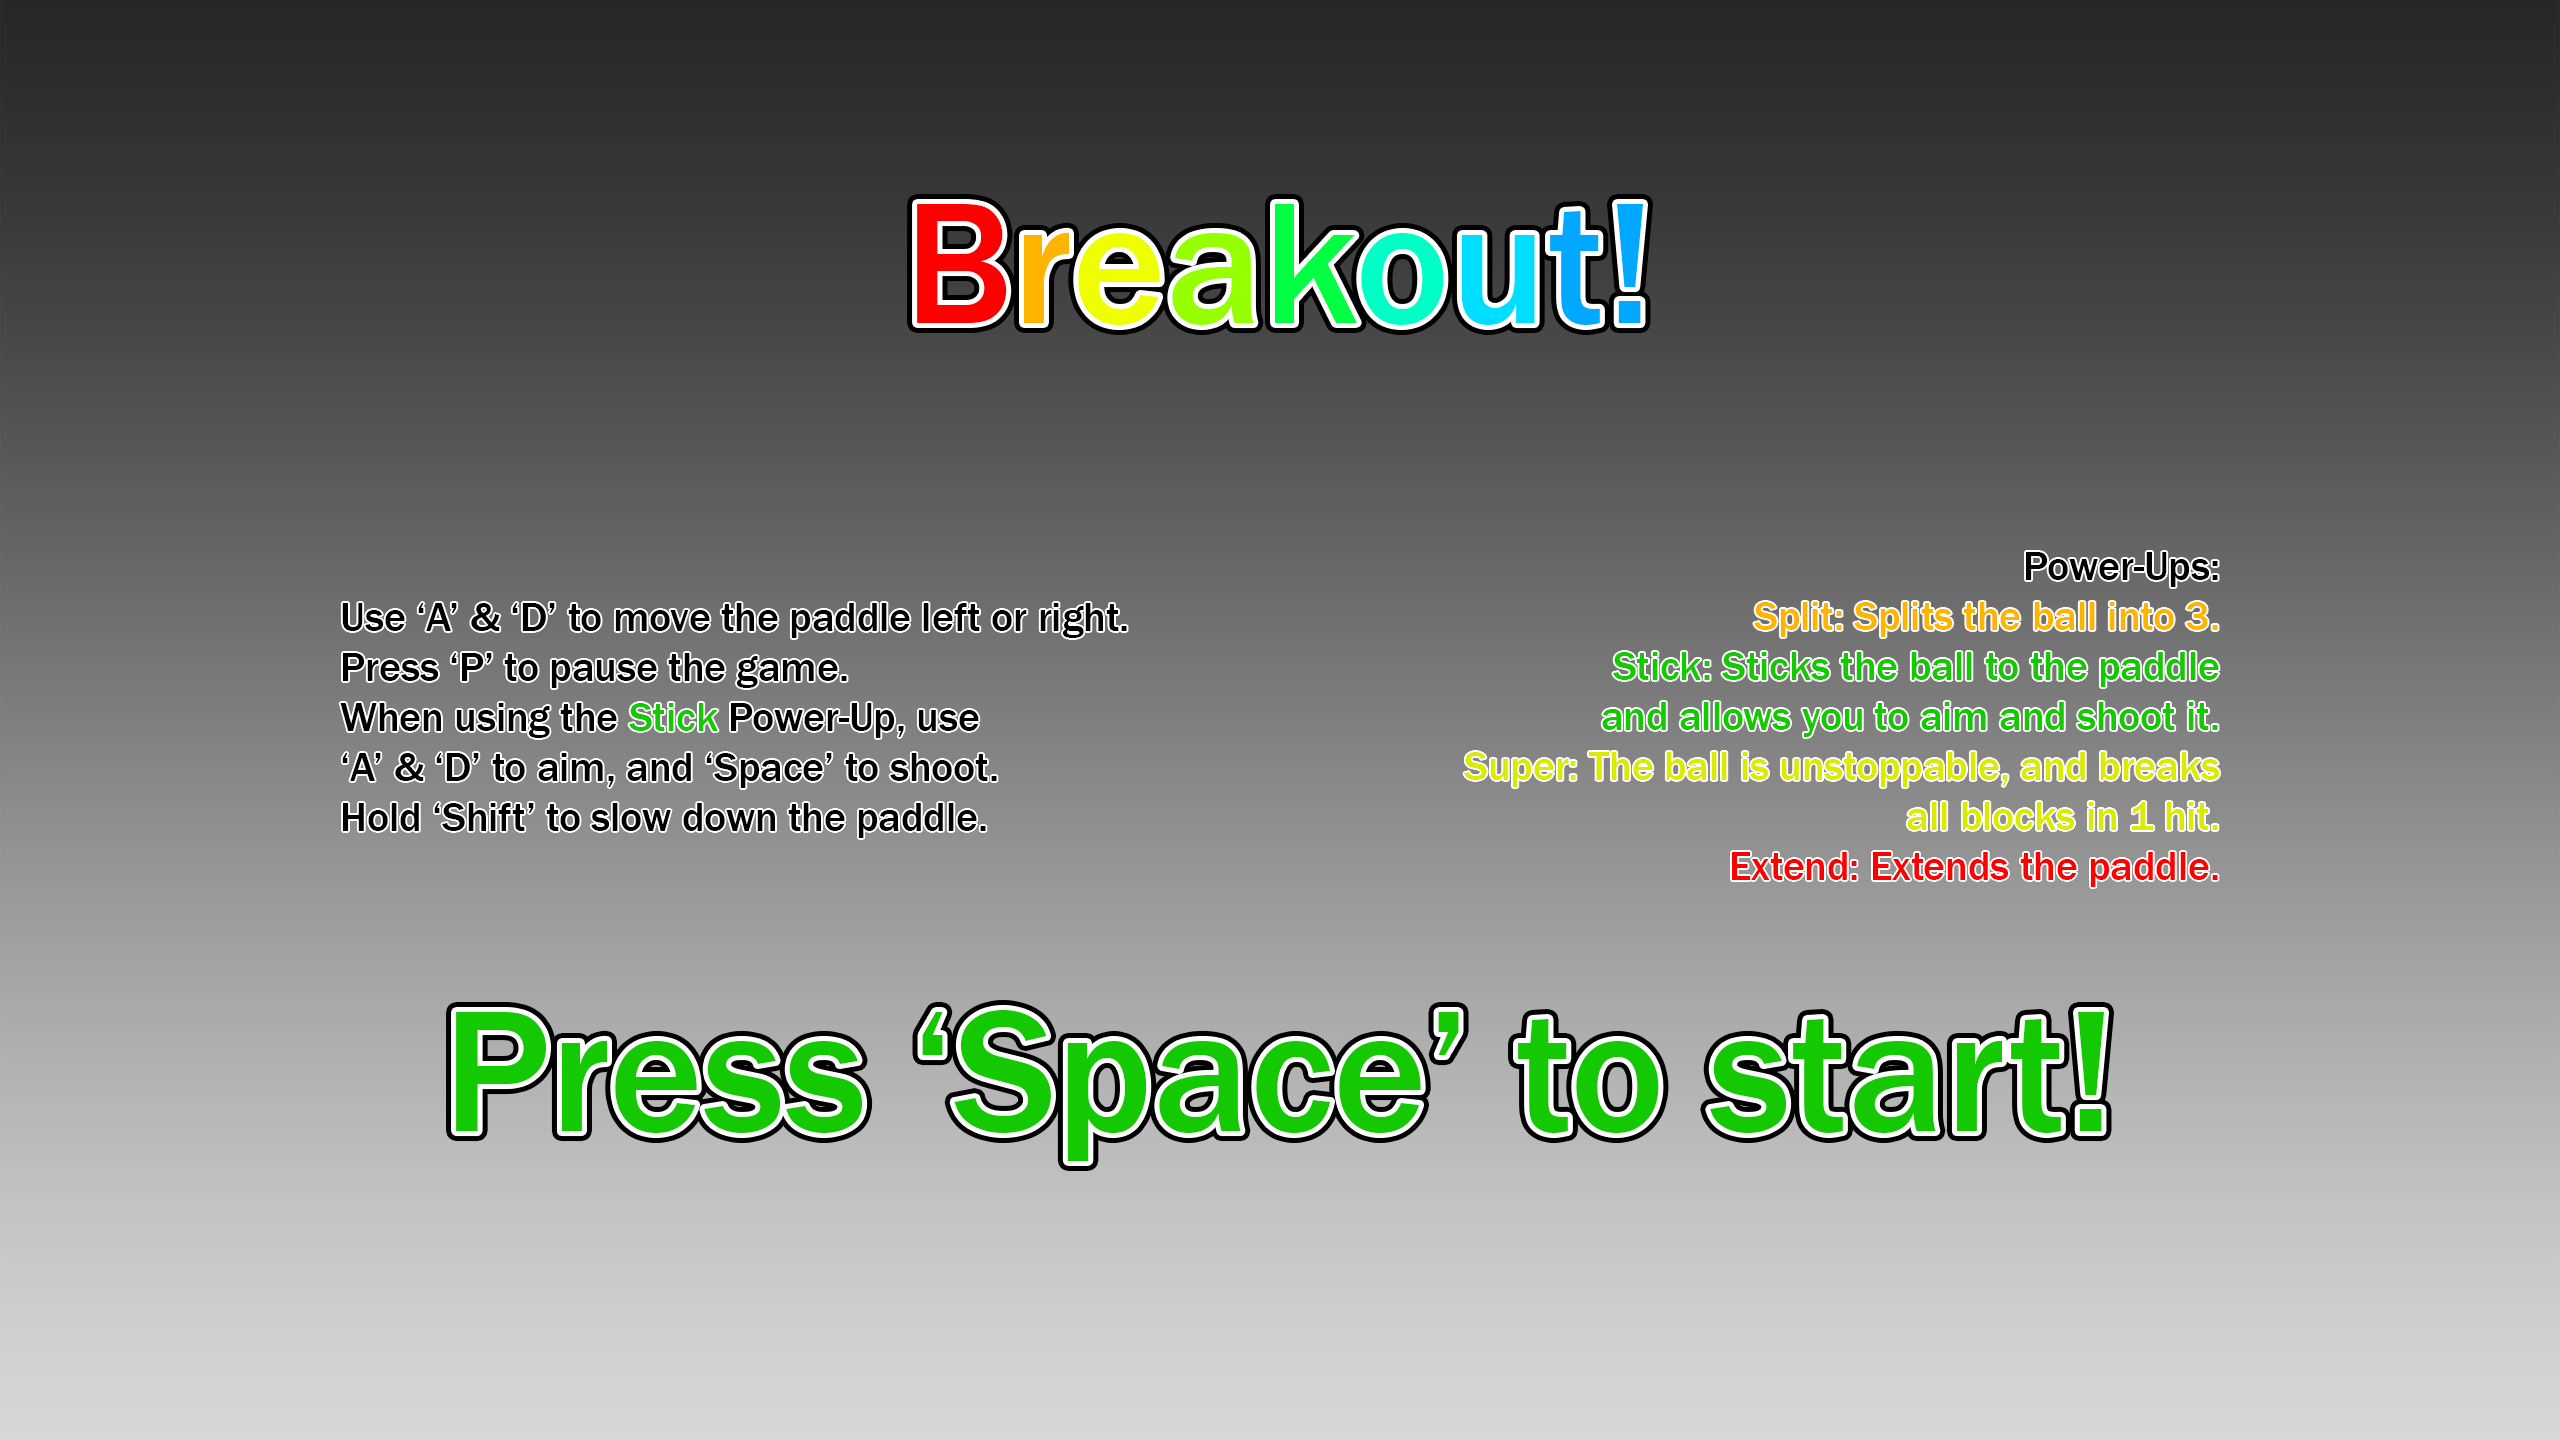 Breakout!
Use ‘A’ & ‘D’ to move the paddle left or right.
Press ‘P’ to pause the game.
When using the Stick Power-Up, use
‘A’ & ‘D’ to aim, and ‘Space’ to shoot.
Hold ‘Shift’ to slow down the paddle.
Power-Ups:
Split: Splits the ball into 3.
Stick: Sticks the ball to the paddle
and allows you to aim and shoot it.
Super: The ball is unstoppable, and breaks
all blocks in 1 hit.
Extend: Extends the paddle.
Press ‘Space’ to start!